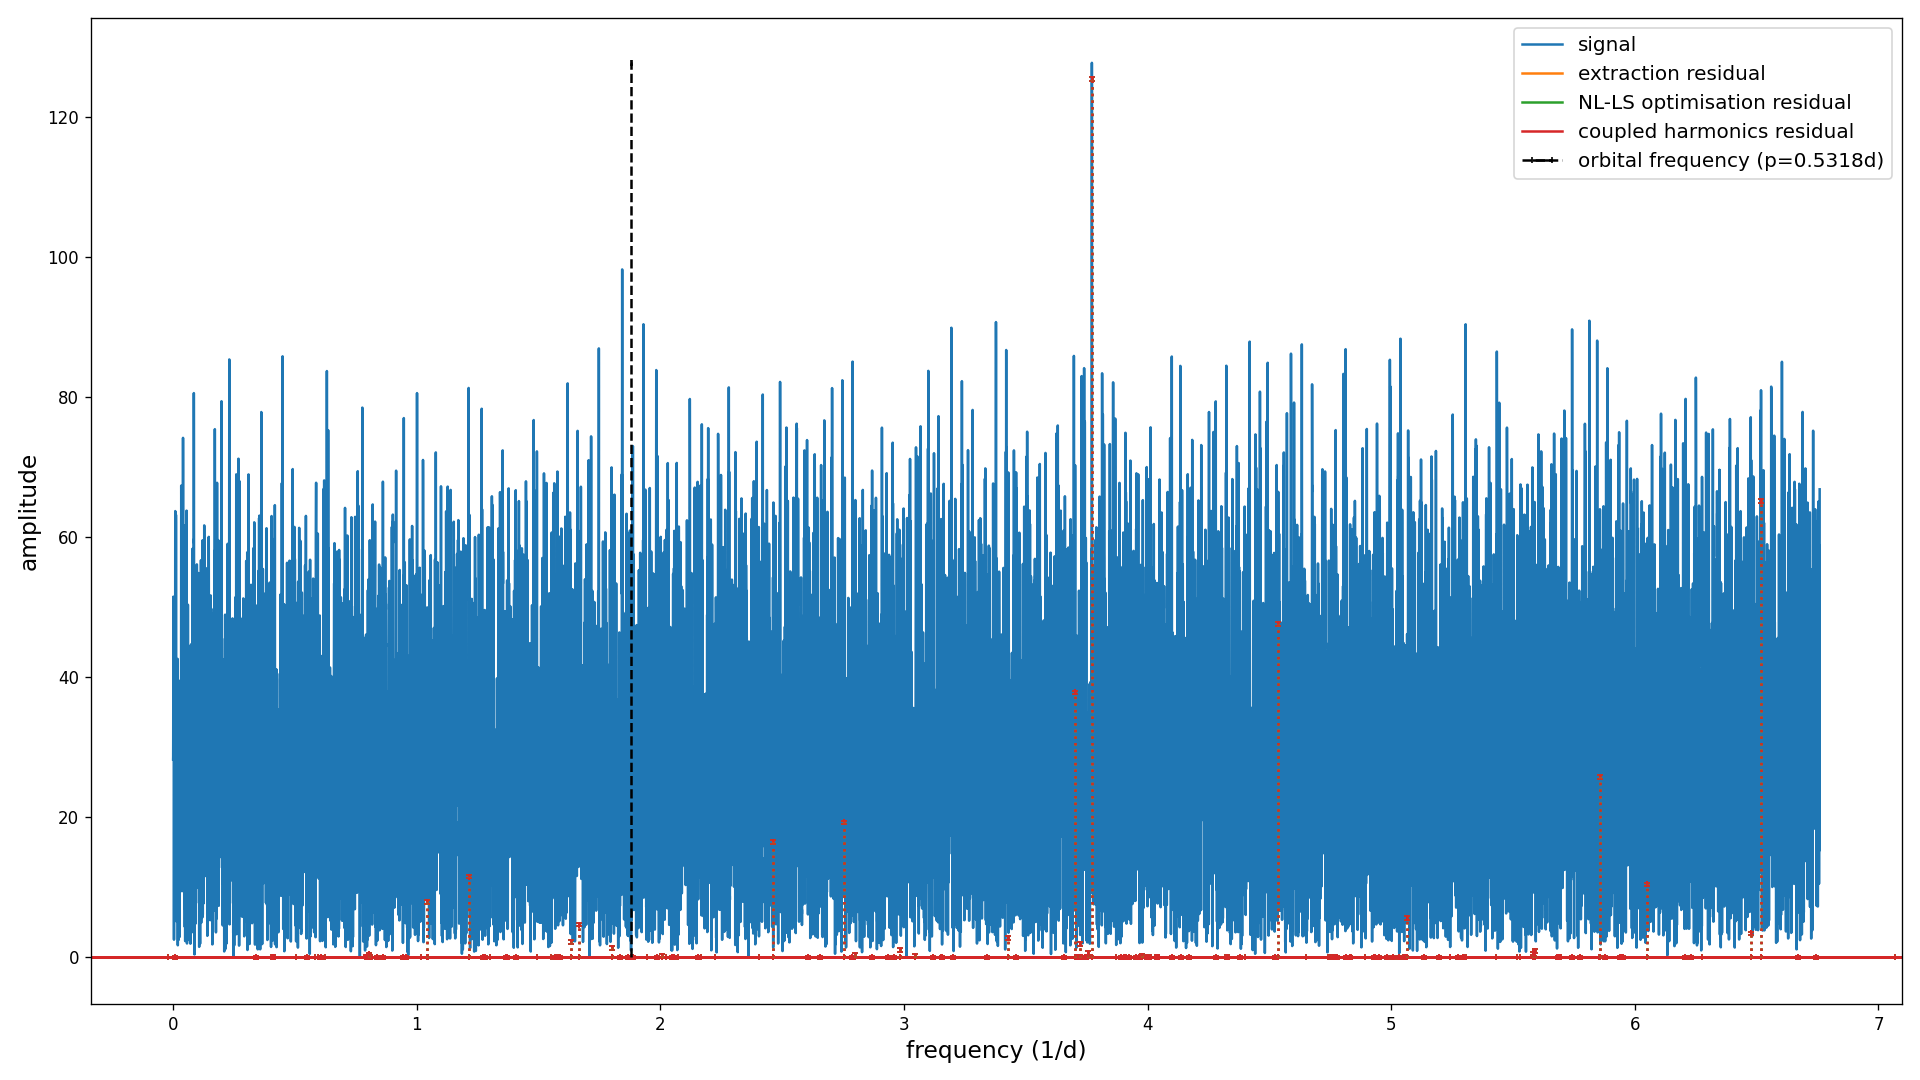 signal
extraction residual
NL-LS optimisation residual
coupled harmonics residual
orbital frequency (p=0.5318d)
amplitude
120
100
80
60
40
20
0
0 1 2 3 4 5 6 7
frequency (1/d)